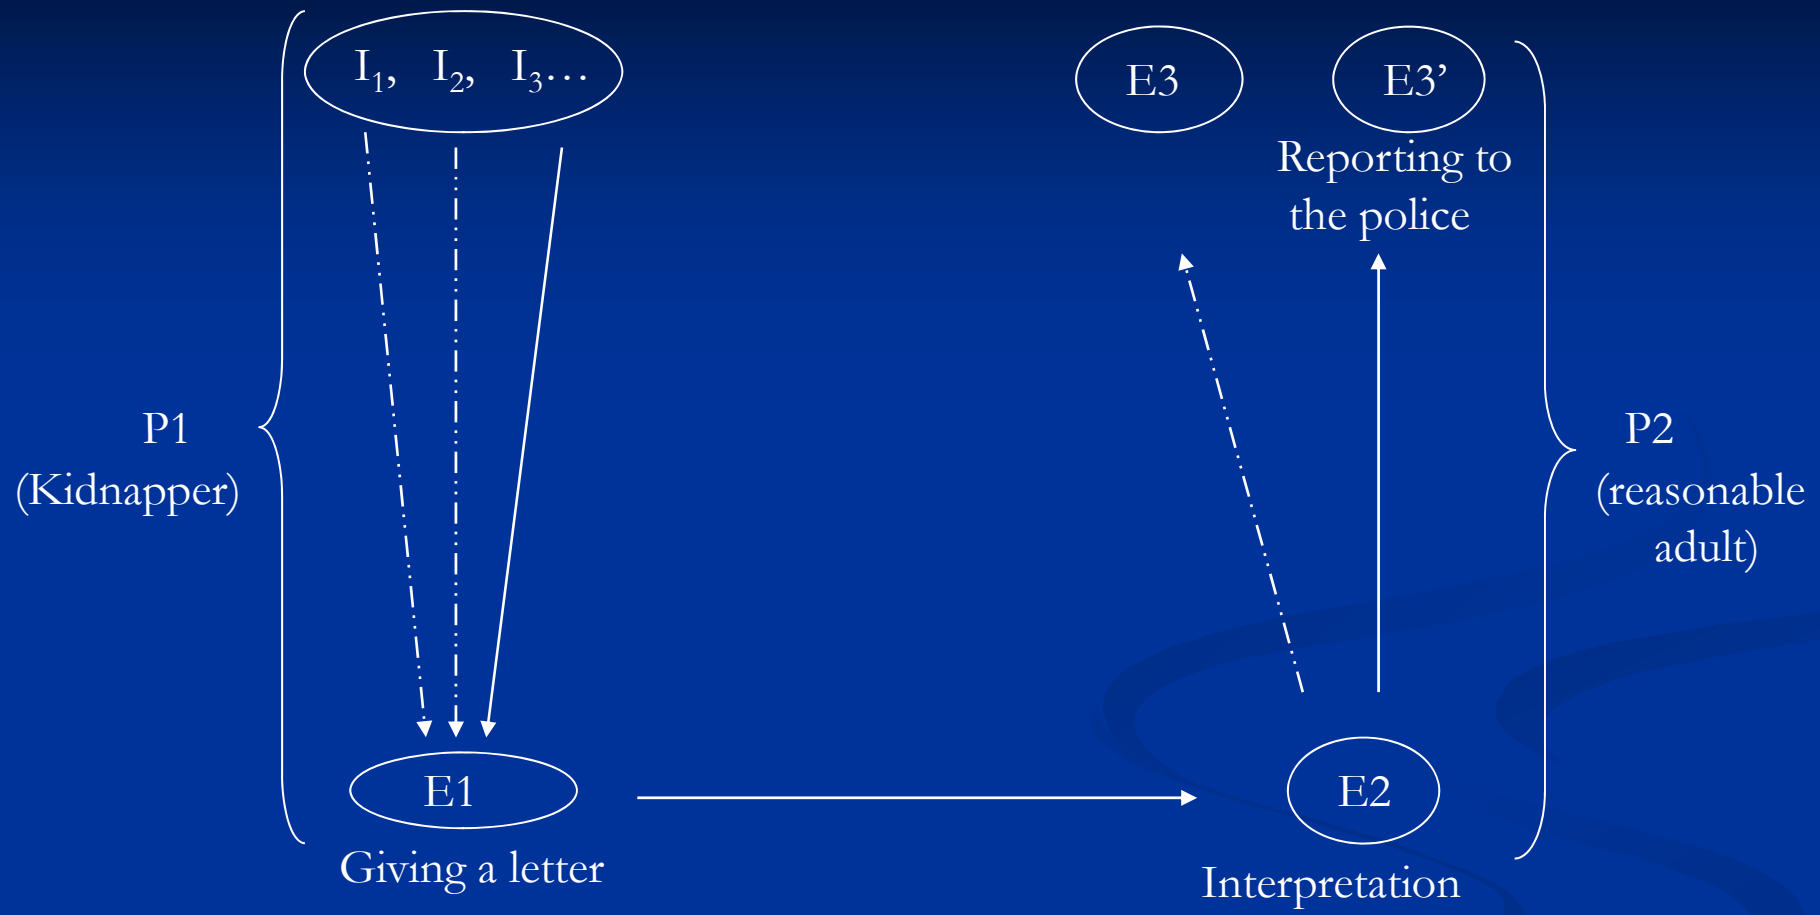 I₁, I₂, I₃…
E3
E3’
Reporting to
the police
P1
(Kidnapper)
P2
(reasonable
adult)
E1
Giving a letter
E2
Interpretation